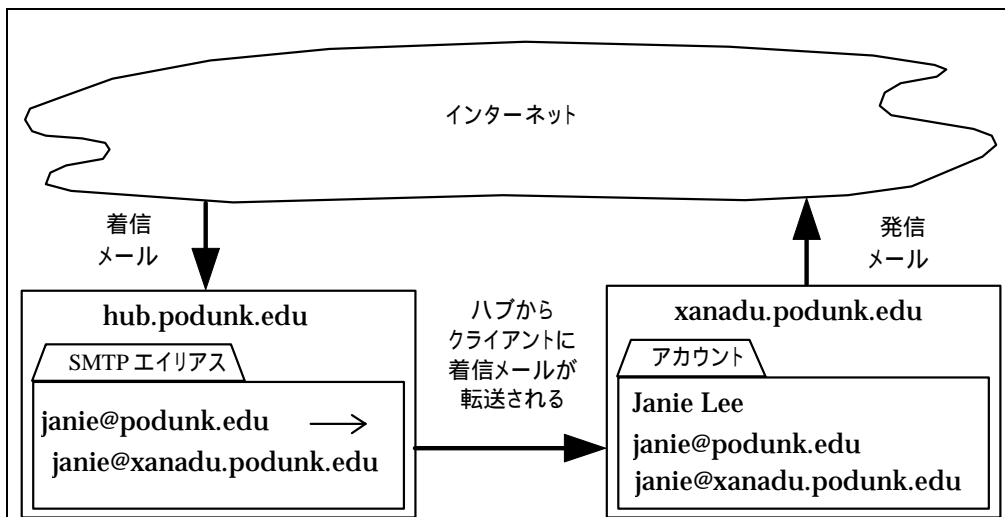 インターネット
着信
メール
発信
メール
hub.podunk.edu
SMTP エイリアス
janie@podunk.edu
janie@xanadu.podunk.edu
ハブから
クライアントに
着信メールが
転送される
xanadu.podunk.edu
アカウント
Janie Lee
janie@podunk.edu
janie@xanadu.podunk.edu